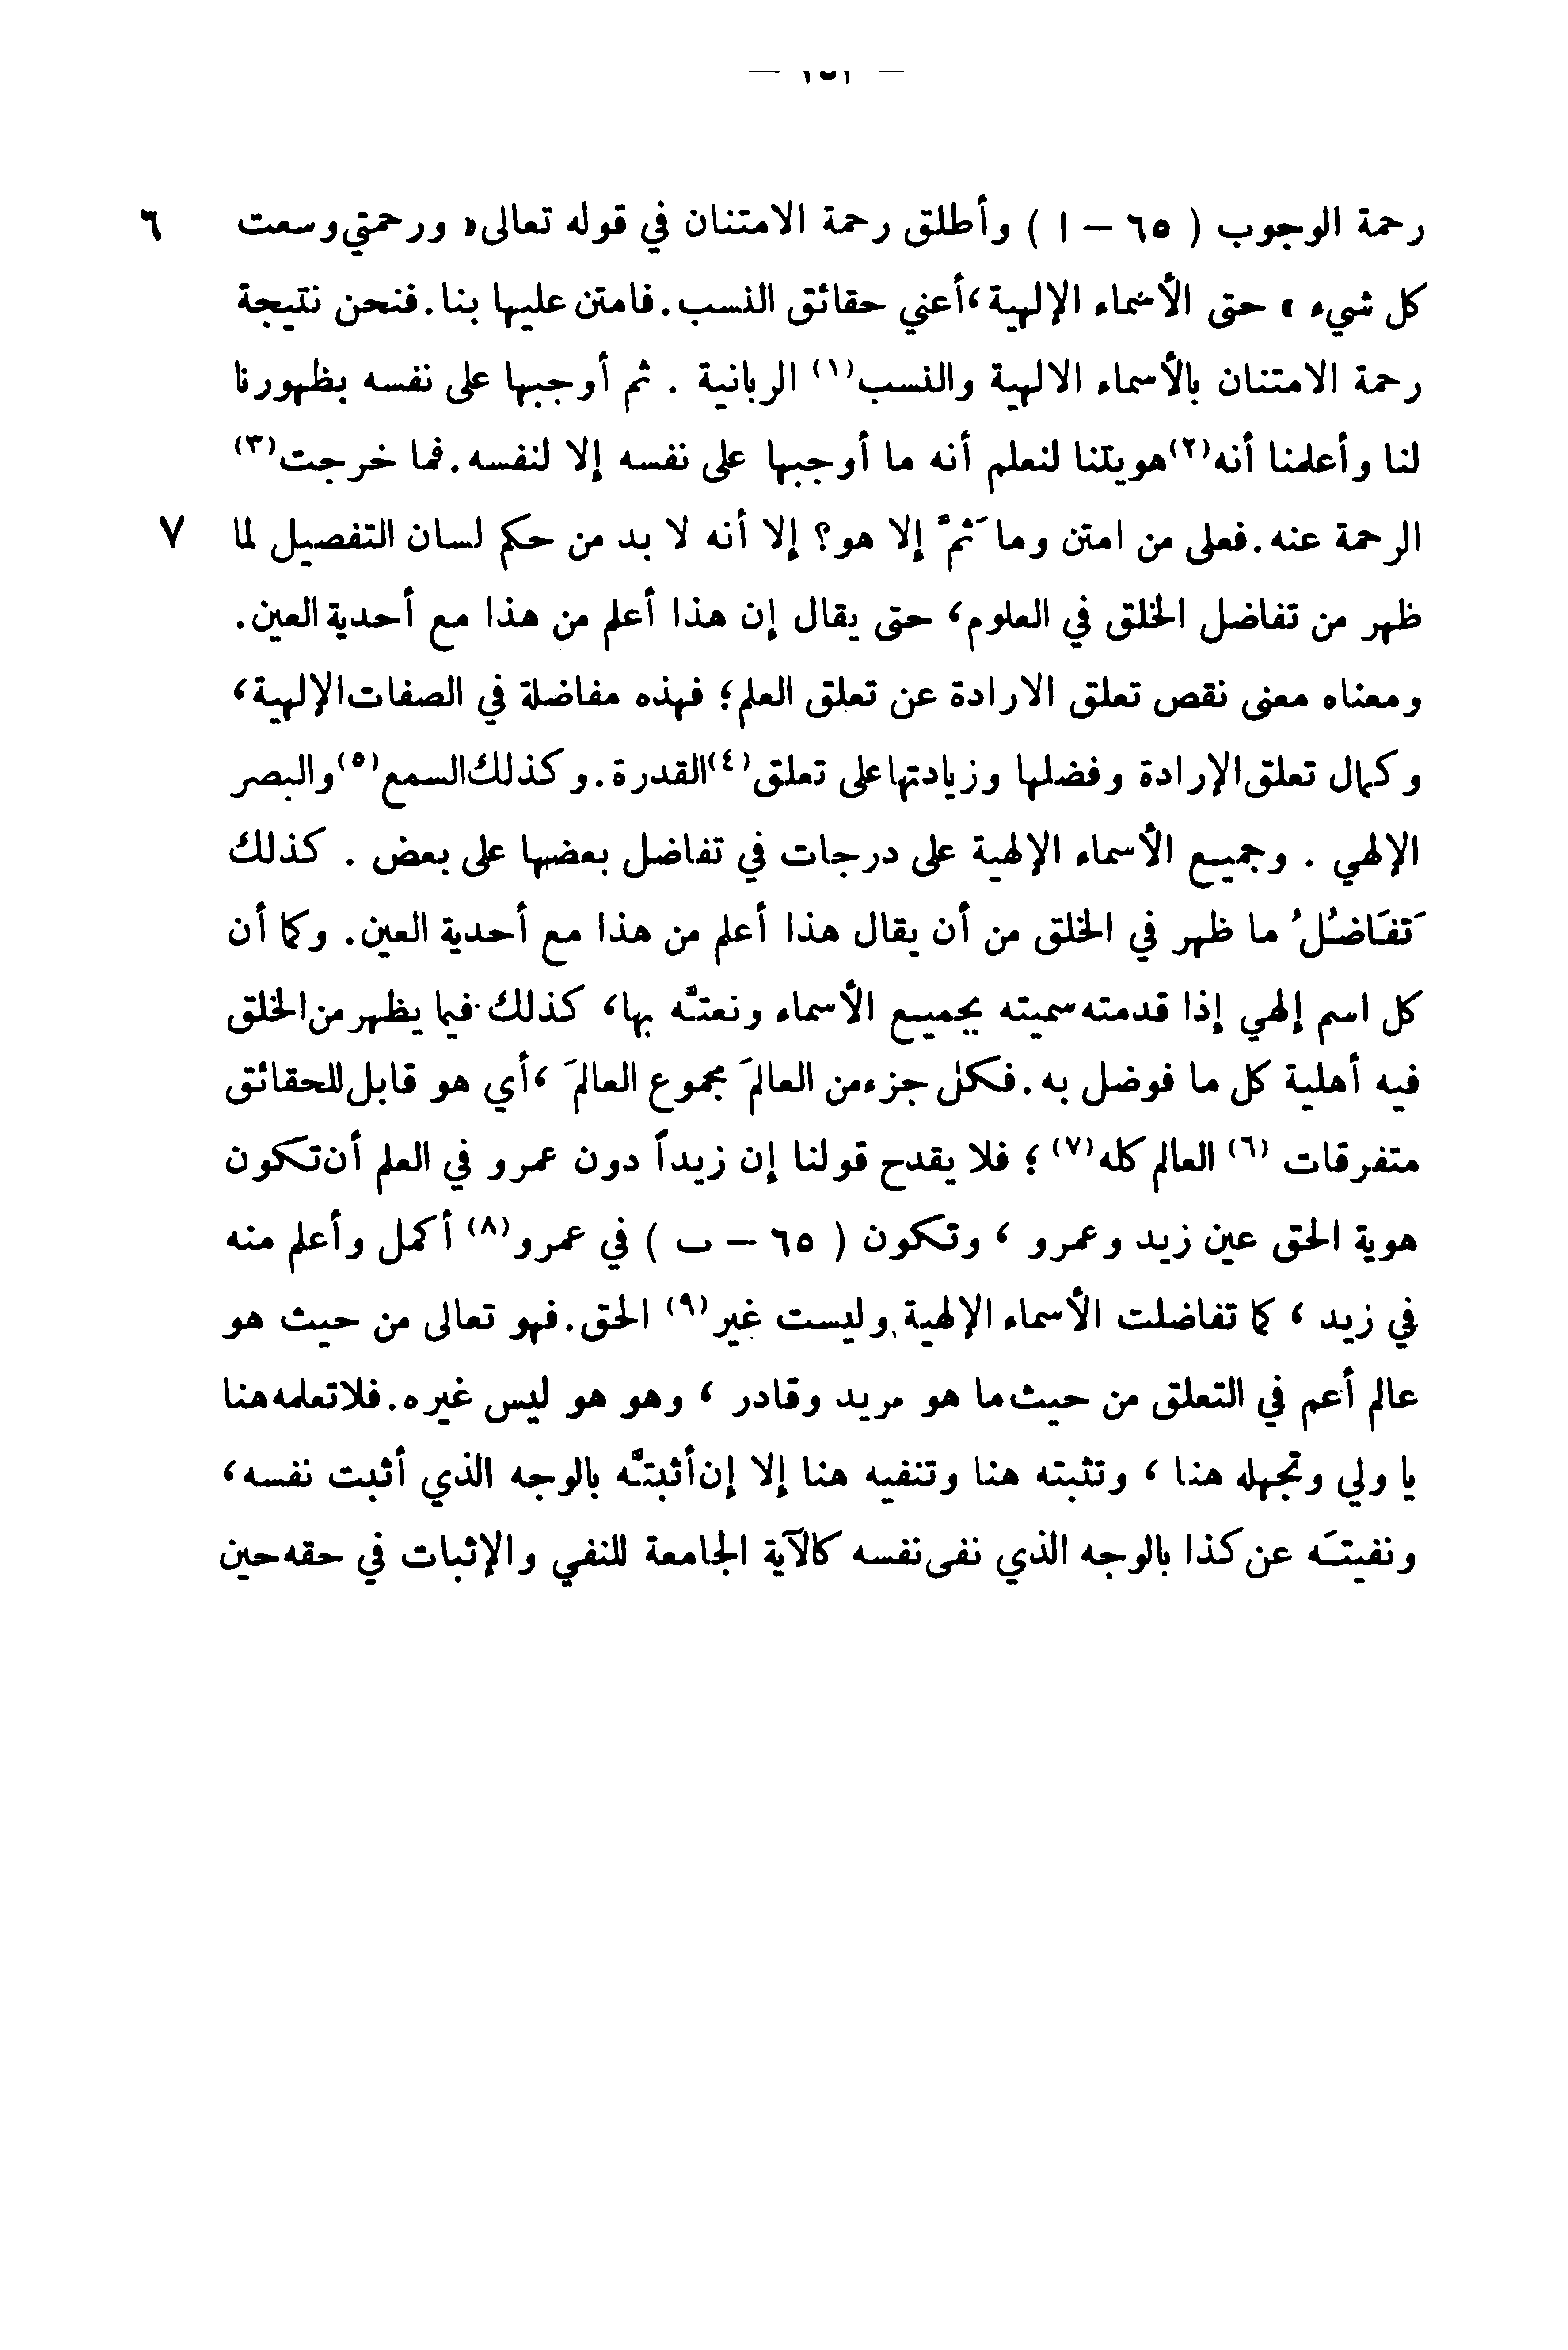 رحمة الوجوب ( ٦٥ – ا ) وأطلق رحمة الامتنان في قوله تعالى « ورحمتي وسعت ٦
كل شيء » حتى الأسماء الإلهية ، أعني حقائق النسب . فامتن عليها بنا . فنحن نتيجة
رحمة الامتنان بالأسماء الالهية والنسب(١) الربانية . ثم أوجبها على نفسه بظهورنا
لنا وأعلمنا أنه(٢) هويتنا لنعلم أنه ما أوجبها على نفسه إلا لنفسه . فما خرجت(٣)
الرحمة عنه . فعلى من امتن وما ثَمَّ إلا هو؟ إلا أنه لا بد من حكم لسان التفصيل لما ٧
ظهر من تفاضل الخلق في العلوم ، حتى يقال إن هذا أعلم من هذا مع أحدية العين .
ومعناه معنى نقص تعلق الارادة عن تعلق العلم ؛ فهذه مفاضلة في الصفات الإلهية ،
وكمال تعلق الإرادة وفضلها وزيادتها على تعلق(٤) القدرة . وكذلك السمع(٥) والبصر
الإلهي . وجميع الأسماء الإلهية على درجات في تفاضل بعضها على بعض . كذلك
تَفَاضُلُ ما ظهر في الخلق من أن يقال هذا أعلم من هذا مع أحدية العين . وكما أن
كل اسم إلهي إذا قدمته سميته بجميع الأسماء ونعتَّه بها ، كذلك فيما يظهر من الخلق
فيه أهلية كل ما فوضل به . فكل جزء من العالَم مجموع العالَم ، أي هو قابل للحقائق
متفرقات (٦) العالم كله(٧) ؛ فلا يقدح قولنا إن زيداً دون عمرو في العلم أن تكون
هوية الحق عين زيد وعمرو ، وتكون ( ٦٥ – ب ) في عمرو(٨) أكمل وأعلم منه
في زيد ، كما تفاضلت الأسماء الإلهية وليست غير(٩) الحق . فهو تعالى من حيث هو
عالم أعم في التعلق من حيث ما هو مريد وقادر ، وهو هو ليس غيره . فلا تعلمه هنا
يا ولي وتجهله هنا ، وتثبته هنا وتنفيه هنا إلا إن أثبتَّه بالوجه الذي أثبت نفسه ،
ونفيتَه عن كذا بالوجه الذي نفى نفسه كالآية الجامعة للنفي والإثبات في حقه حين